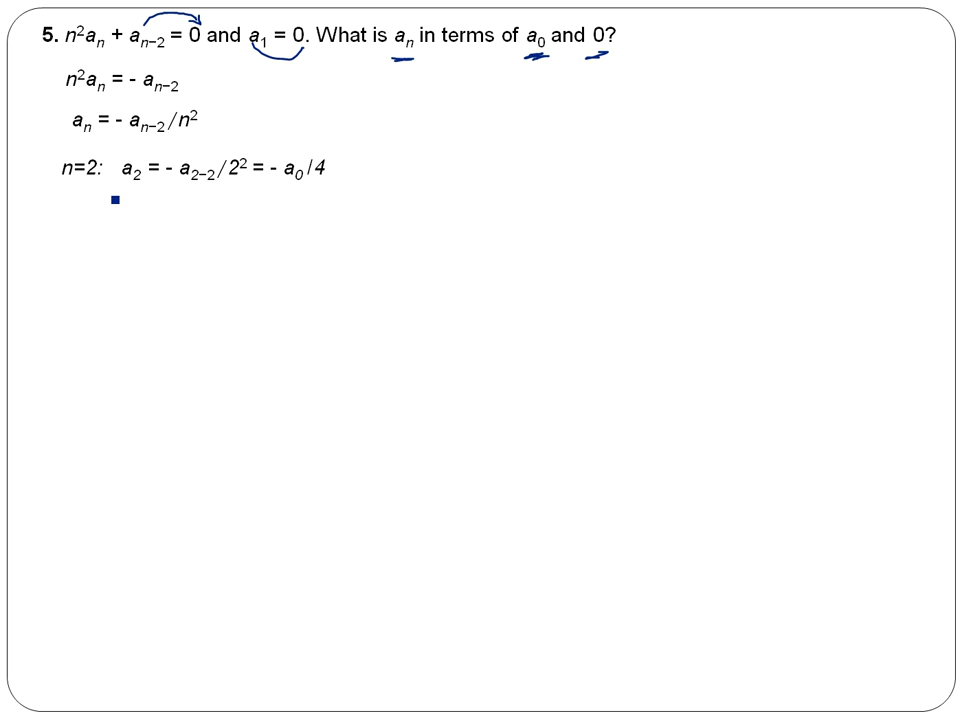 5. n²aₙ + aₙ₋₂ = 0 and a₁ = 0. What is aₙ in terms of a₀ and 0?
n²aₙ = - aₙ₋₂
aₙ = - aₙ₋₂/n²
n=2: a₂ = - a₂₋₂/2² = - a₀/4